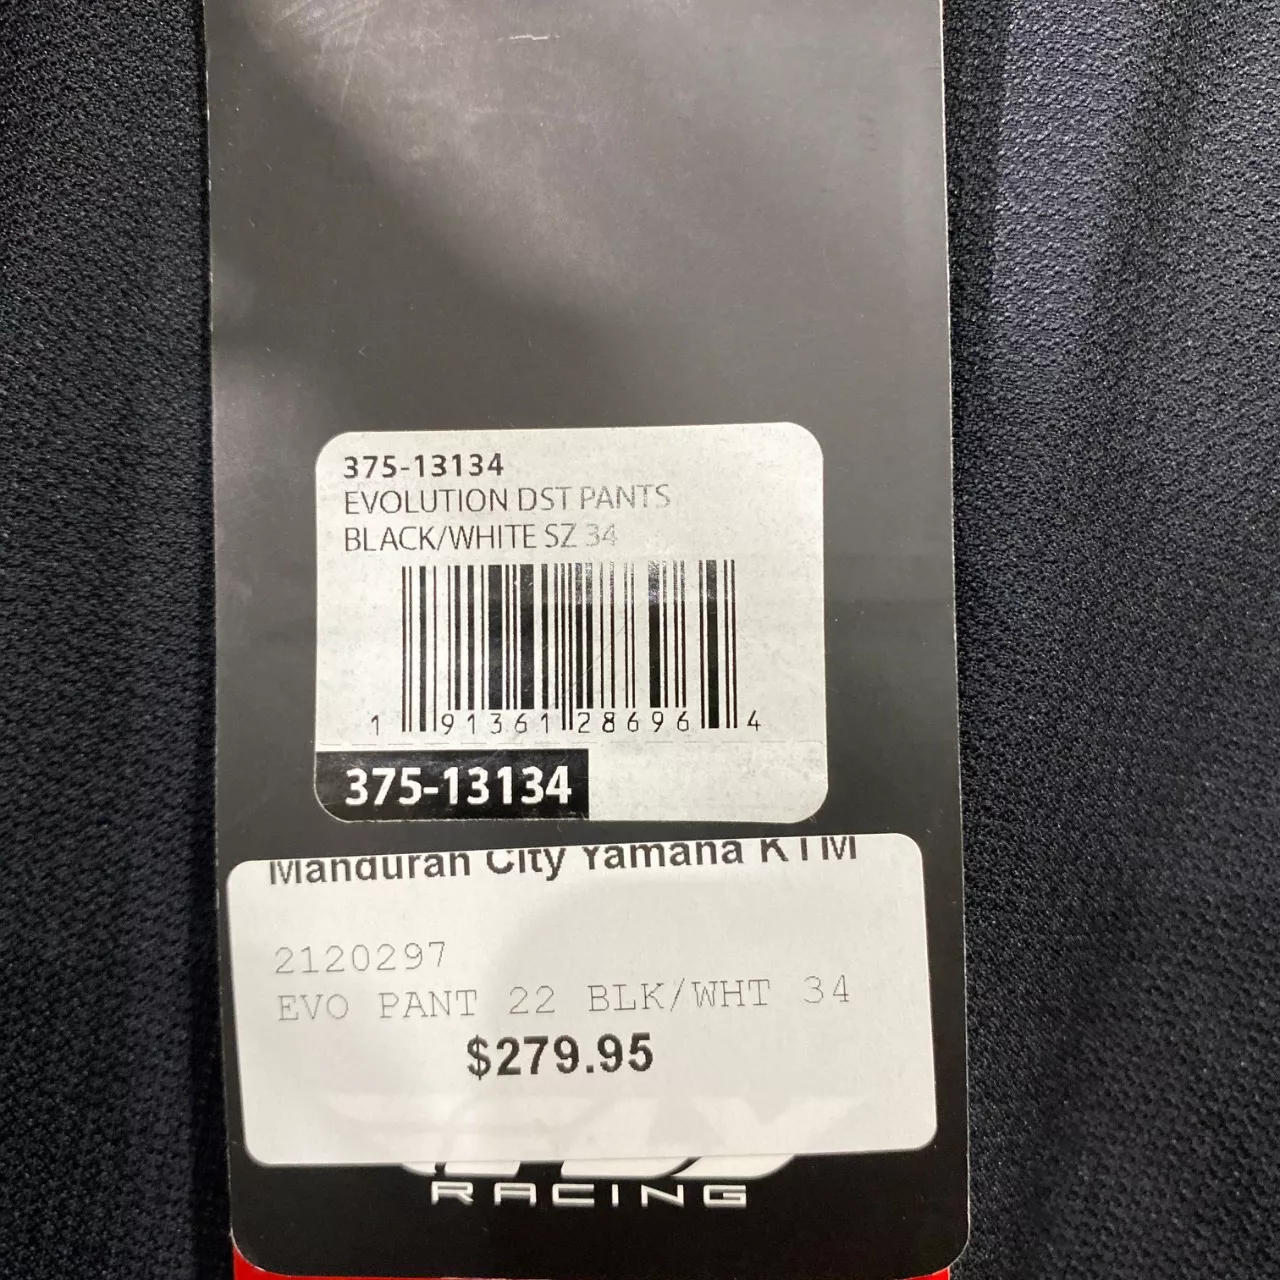 375-13134
EVOLUTION DST PANTS
BLACK/WHITE SZ 34
1 91361 28696 4
375-13134
Mandurah City Yamaha KTM
2120297
EVO PANT 22 BLK/WHT 34
$279.95
FLY
RACING